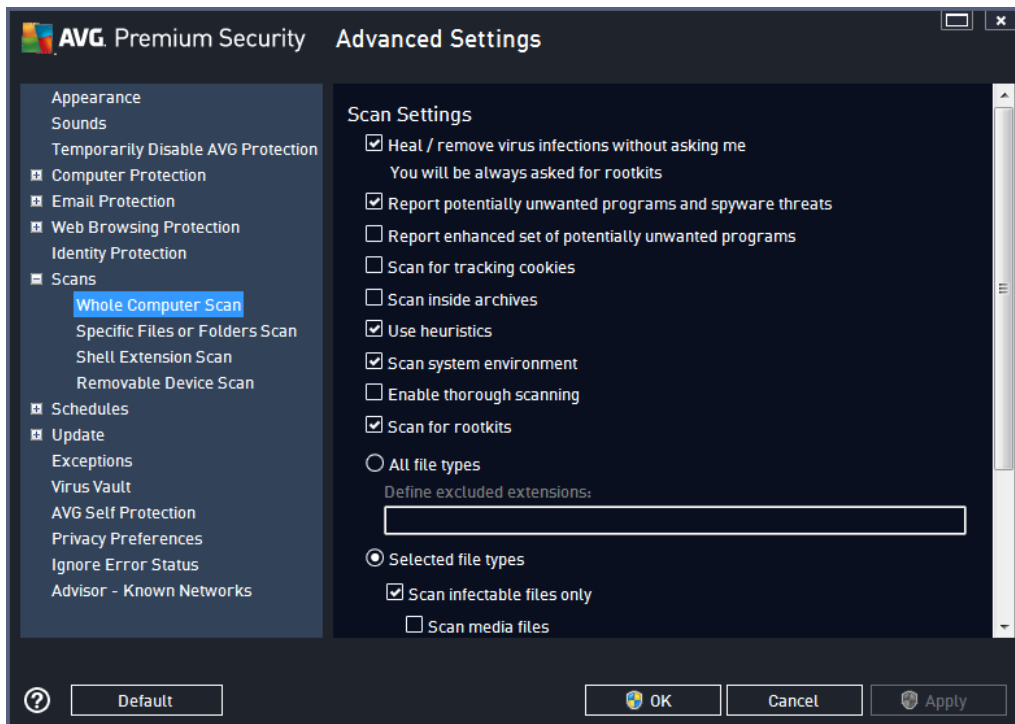 AVG. Premium Security
Advanced Settings
Appearance
Sounds
Temporarily Disable AVG Protection
Computer Protection
Email Protection
Web Browsing Protection
Identity Protection
Scans
Whole Computer Scan
Specific Files or Folders Scan
Shell Extension Scan
Removable Device Scan
Schedules
Update
Exceptions
Virus Vault
AVG Self Protection
Privacy Preferences
Ignore Error Status
Advisor - Known Networks
Scan Settings
Heal / remove virus infections without asking me
You will be always asked for rootkits
Report potentially unwanted programs and spyware threats
Report enhanced set of potentially unwanted programs
Scan for tracking cookies
Scan inside archives
Use heuristics
Scan system environment
Enable thorough scanning
Scan for rootkits
All file types
Define excluded extensions:
Selected file types
Scan infectable files only
Scan media files
?
Default
OK
Cancel
Apply